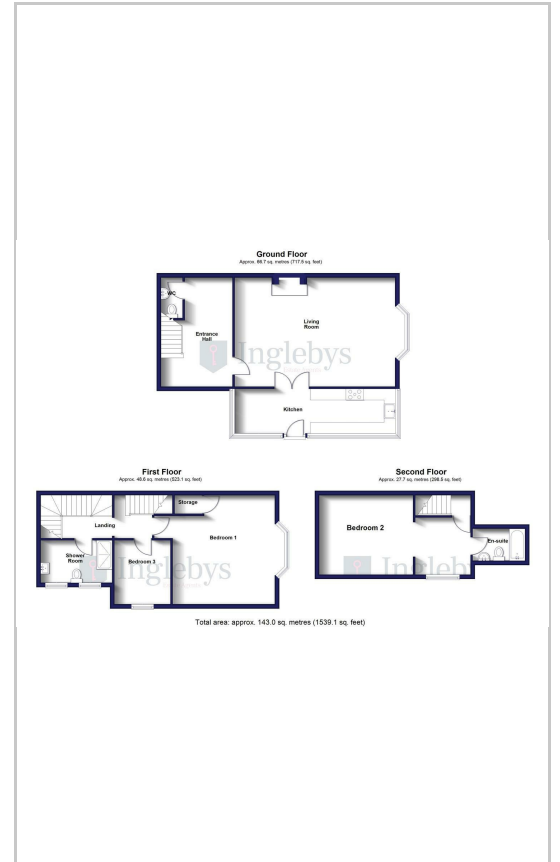 Ground Floor
Approx. 66.7 sq. metres (717.5 sq. feet)
WC
Entrance
Hall
Living
Room
Inglebys
Kitchen
First Floor
Approx. 48.6 sq. metres (523.1 sq. feet)
Storage
Landing
Bedroom 1
Shower
Room
Bedroom 3
Inglebys
Second Floor
Approx. 27.7 sq. metres (298.5 sq. feet)
Bedroom 2
En-suite
Inglebys
Total area: approx. 143.0 sq. metres (1539.1 sq. feet)